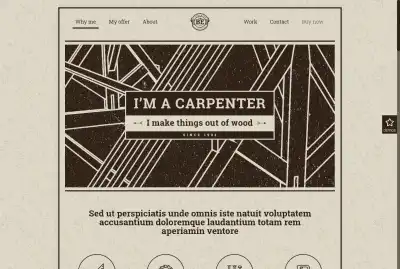 Why me My offer About Work Contact Buy now
I'M A CARPENTER
I make things out of wood
SINCE 1994
Sed ut perspiciatis unde omnis iste natuit voluptatem
accusantium doloremque laudantium totam rem
aperiamin ventore